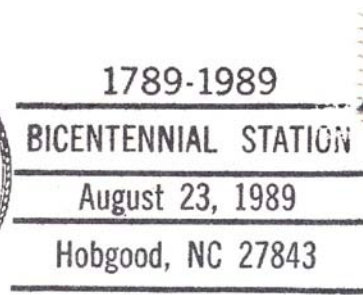 1789-1989
BICENTENNIAL STATION
August 23, 1989
Hobgood, NC 27843